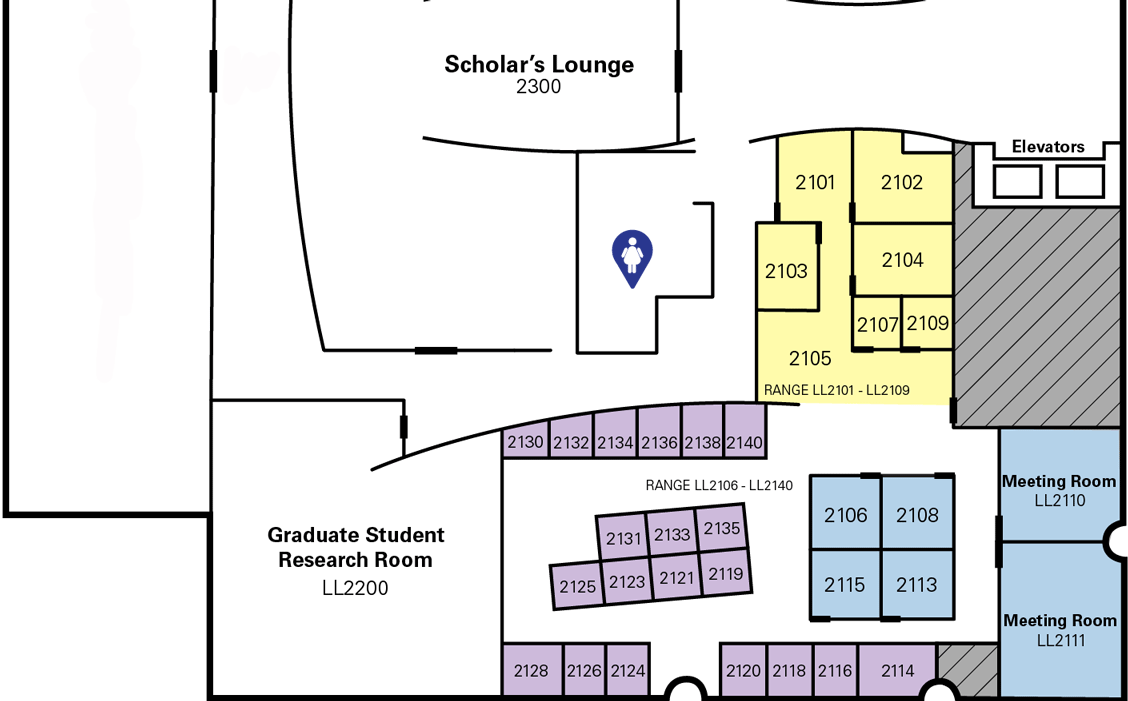 Scholar's Lounge
2300
Elevators
2101
2102
2103
2104
2107
2109
2105
RANGE LL2101 - LL2109
2130
2132
2134
2136
2138
2140
RANGE LL2106 - LL2140
Meeting Room
LL2110
Graduate Student
Research Room
LL2200
2131
2133
2135
2125
2123
2121
2119
2106
2108
2115
2113
Meeting Room
LL2111
2128
2126
2124
2120
2118
2116
2114